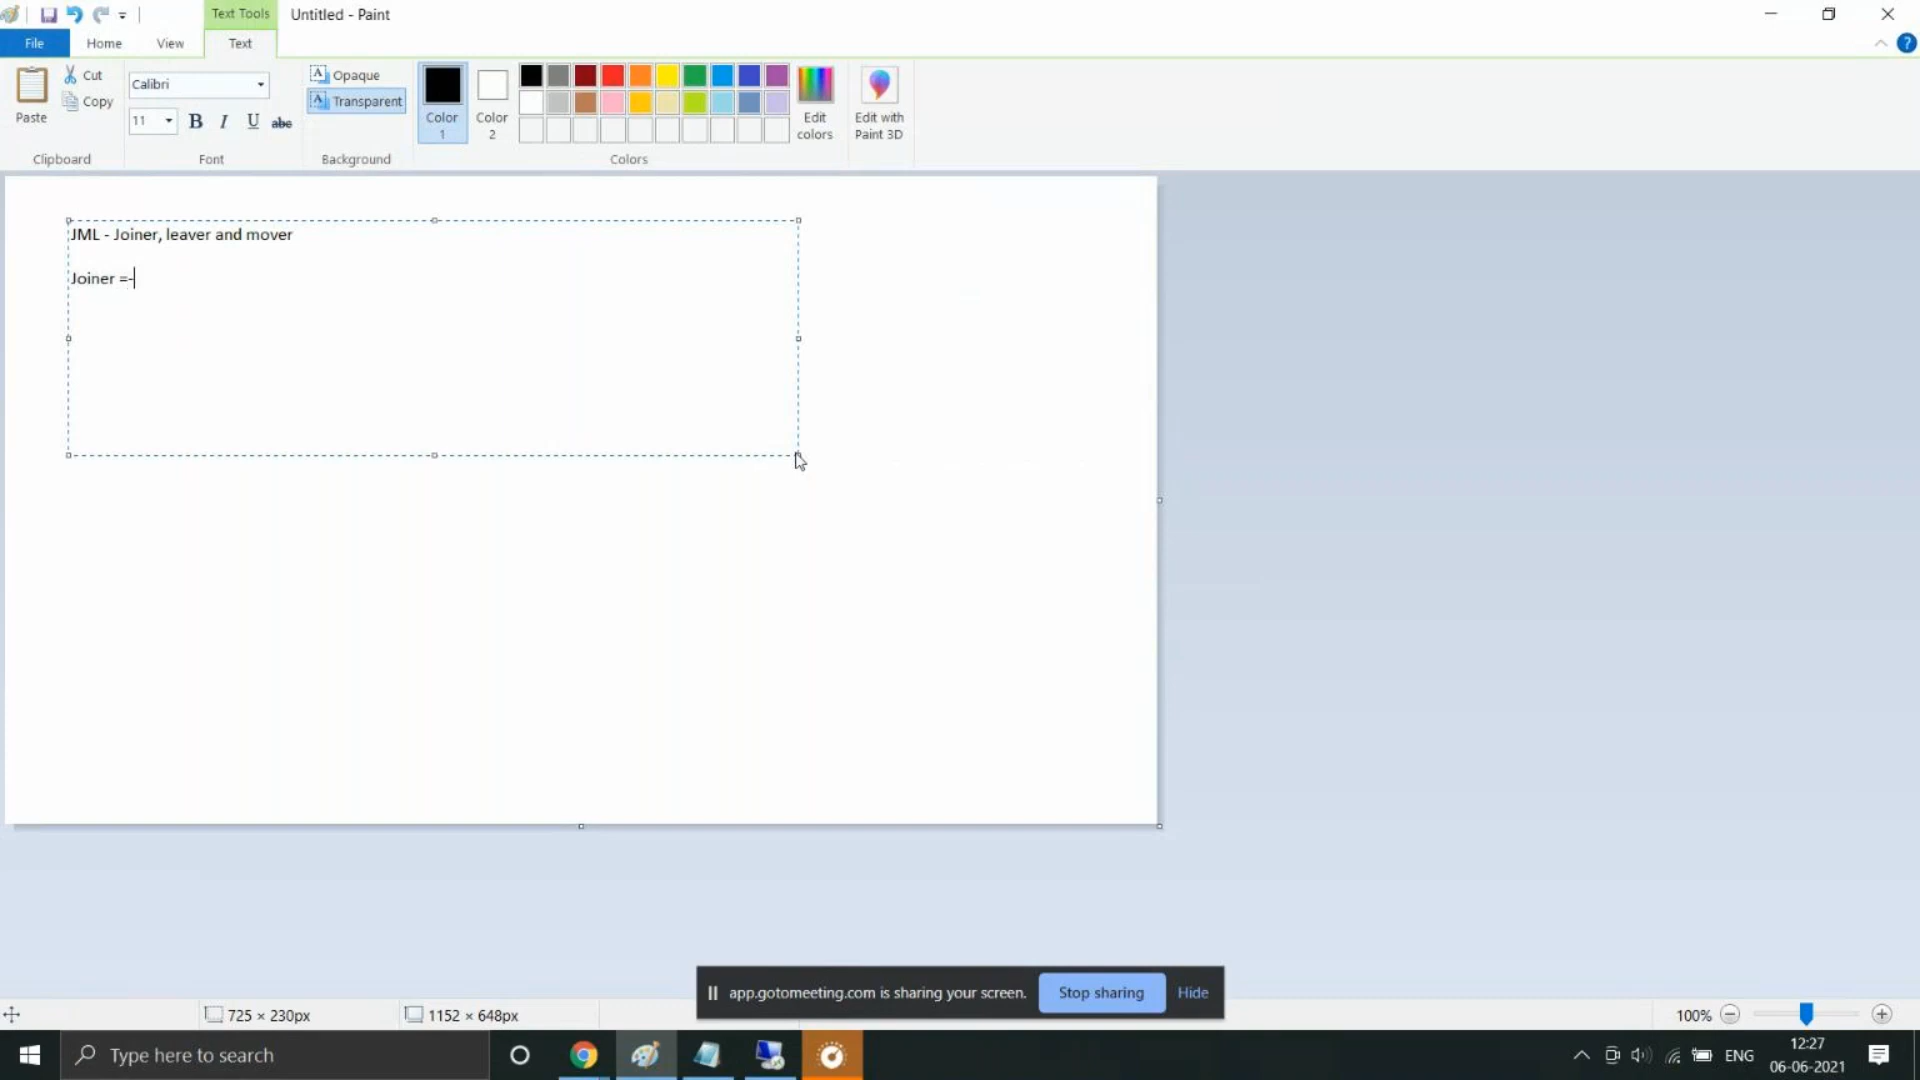 Text Tools
Untitled - Paint
File
Home
View
Text
Paste
Cut
Copy
Clipboard
Calibri
11
B I U abc
Font
Opaque
Transparent
Background
Color 1
Color 2
Edit colors
Colors
Edit with Paint 3D
JML - Joiner, leaver and mover
Joiner =-
app.gotomeeting.com is sharing your screen.
Stop sharing
Hide
725 × 230px
1152 × 648px
100%
Type here to search
ENG
12:27
06-06-2021